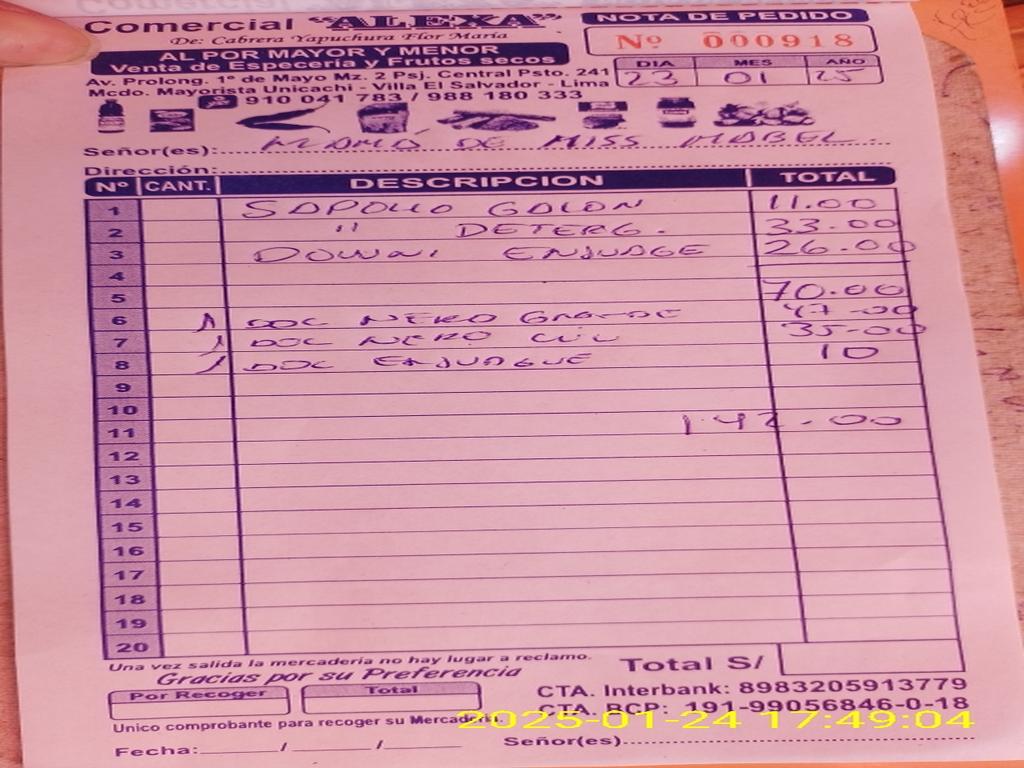 Comercial "ALEXA"
De: Cabrera Yapuchura Flor María
AL POR MAYOR Y MENOR
Venta de Especería y Frutos secos
Av. Prolong. 1º de Mayo Mz. 2 Psj. Central Psto. 241
Mcdo. Mayorista Unicachi - Villa El Salvador - Lima
910 041 783 / 988 180 333
NOTA DE PEDIDO
Nº 000918
DIA MES AÑO
23 01 25
Señor(es): MAMÁ DE MISS MABEL.
Dirección:
Nº CANT. DESCRIPCION TOTAL
1 SAPOLIO GALON 11.00
2 " DETERG. 33.00
3 DOWNI ENJUAGE 26.00
4
5 70.00
6 1 DOC NEKO GRANDE 47-00
7 1 DOC NEKO 35-00
8 1 DOC ENJUAGUE 10
9
10
11 142.00
12
13
14
15
16
17
18
19
20
Una vez salida la mercadería no hay lugar a reclamo.
Gracias por su Preferencia
Total S/
Por Recoger Total
CTA. Interbank: 8983205913779
CTA. BCP: 191-99056846-0-18
Unico comprobante para recoger su Mercadería.
2025-01-24 17:49:04
Fecha: / /
Señor(es)